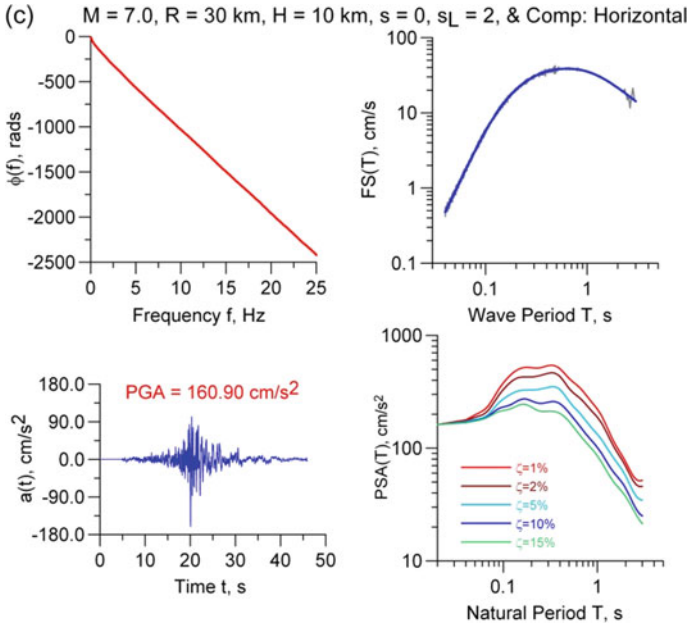 (c) M = 7.0, R = 30 km, H = 10 km, s = 0, sL = 2, & Comp: Horizontal
0
-500
-1000
-1500
-2000
-2500
ϕ(f), rads
0 5 10 15 20 25
Frequency f, Hz
100
10
1
0.1
FS(T), cm/s
0.1 1
Wave Period T, s
180.0
90.0
0.0
-90.0
-180.0
a(t), cm/s²
PGA = 160.90 cm/s²
0 10 20 30 40 50
Time t, s
1000
100
10
PSA(T), cm/s²
ζ=1%
ζ=2%
ζ=5%
ζ=10%
ζ=15%
0.1 1
Natural Period T, s